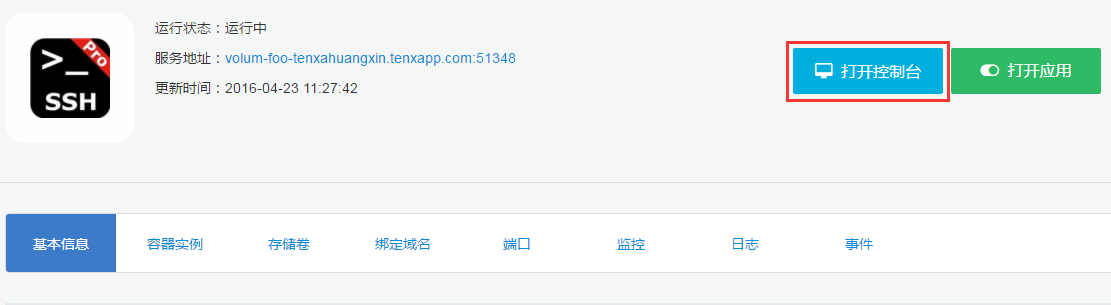 >_ Pro
SSH
运行状态：运行中
服务地址：volum-foo-tenxahuangxin.tenxapp.com:51348
更新时间：2016-04-23 11:27:42
打开控制台
打开应用
基本信息 容器实例 存储卷 绑定域名 端口 监控 日志 事件